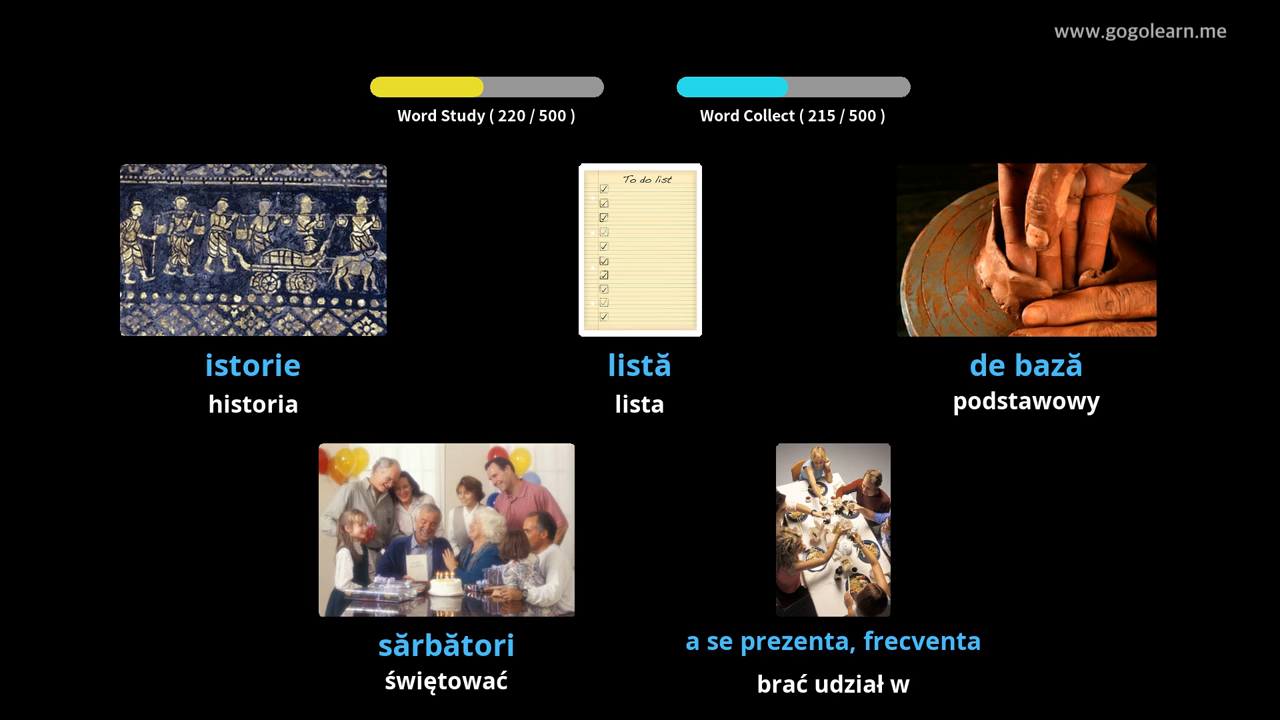 www.gogolearn.me
Word Study ( 220 / 500 )
Word Collect ( 215 / 500 )
To do list
istorie
historia
listă
lista
de bază
podstawowy
sărbători
świętować
a se prezenta, frecventa
brać udział w